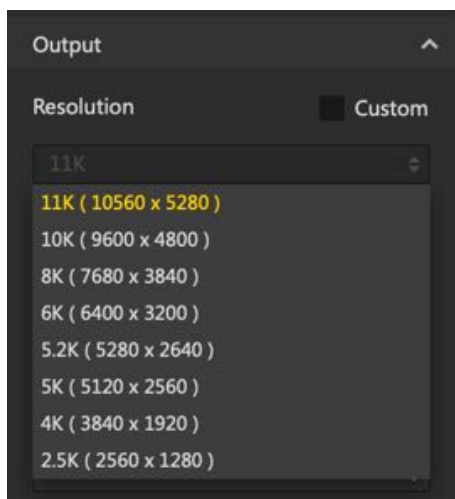 Output
Resolution Custom
11K
11K ( 10560 x 5280 )
10K ( 9600 x 4800 )
8K ( 7680 x 3840 )
6K ( 6400 x 3200 )
5.2K ( 5280 x 2640 )
5K ( 5120 x 2560 )
4K ( 3840 x 1920 )
2.5K ( 2560 x 1280 )